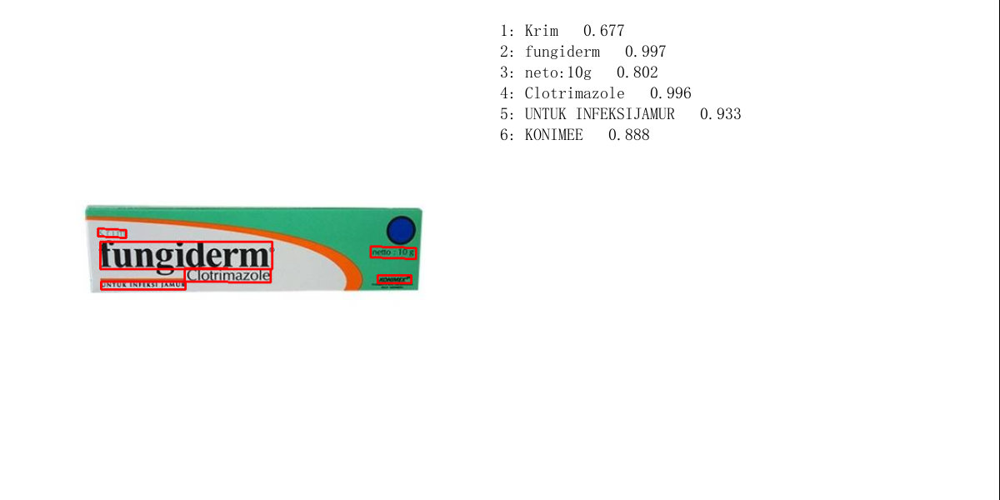 Krim
fungiderm®
Clotrimazole
UNTUK INFEKSI JAMUR
netto : 10 g
KONIMEX
1: Krim 0.677
2: fungiderm 0.997
3: neto:10g 0.802
4: Clotrimazole 0.996
5: UNTUK INFEKSIJAMUR 0.933
6: KONIMEE 0.888